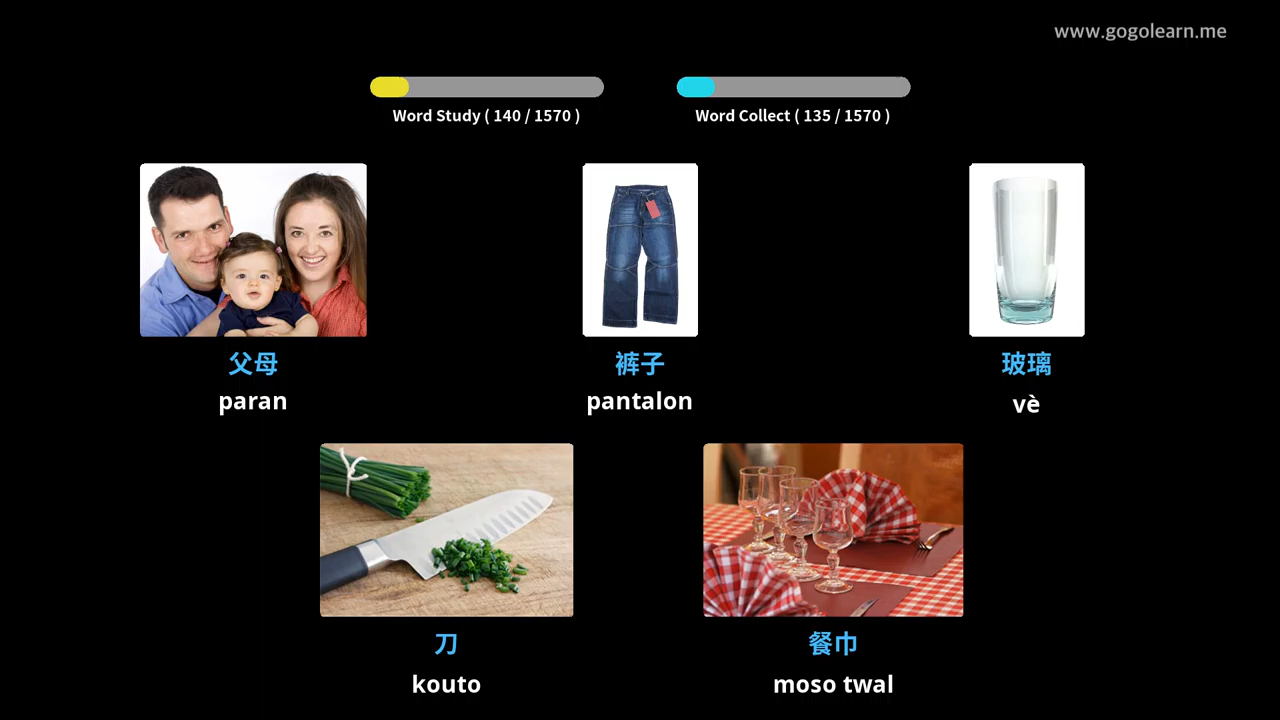 www.gogolearn.me
Word Study ( 140 / 1570 )
Word Collect ( 135 / 1570 )
父母
paran
裤子
pantalon
玻璃
vè
刀
kouto
餐巾
moso twal